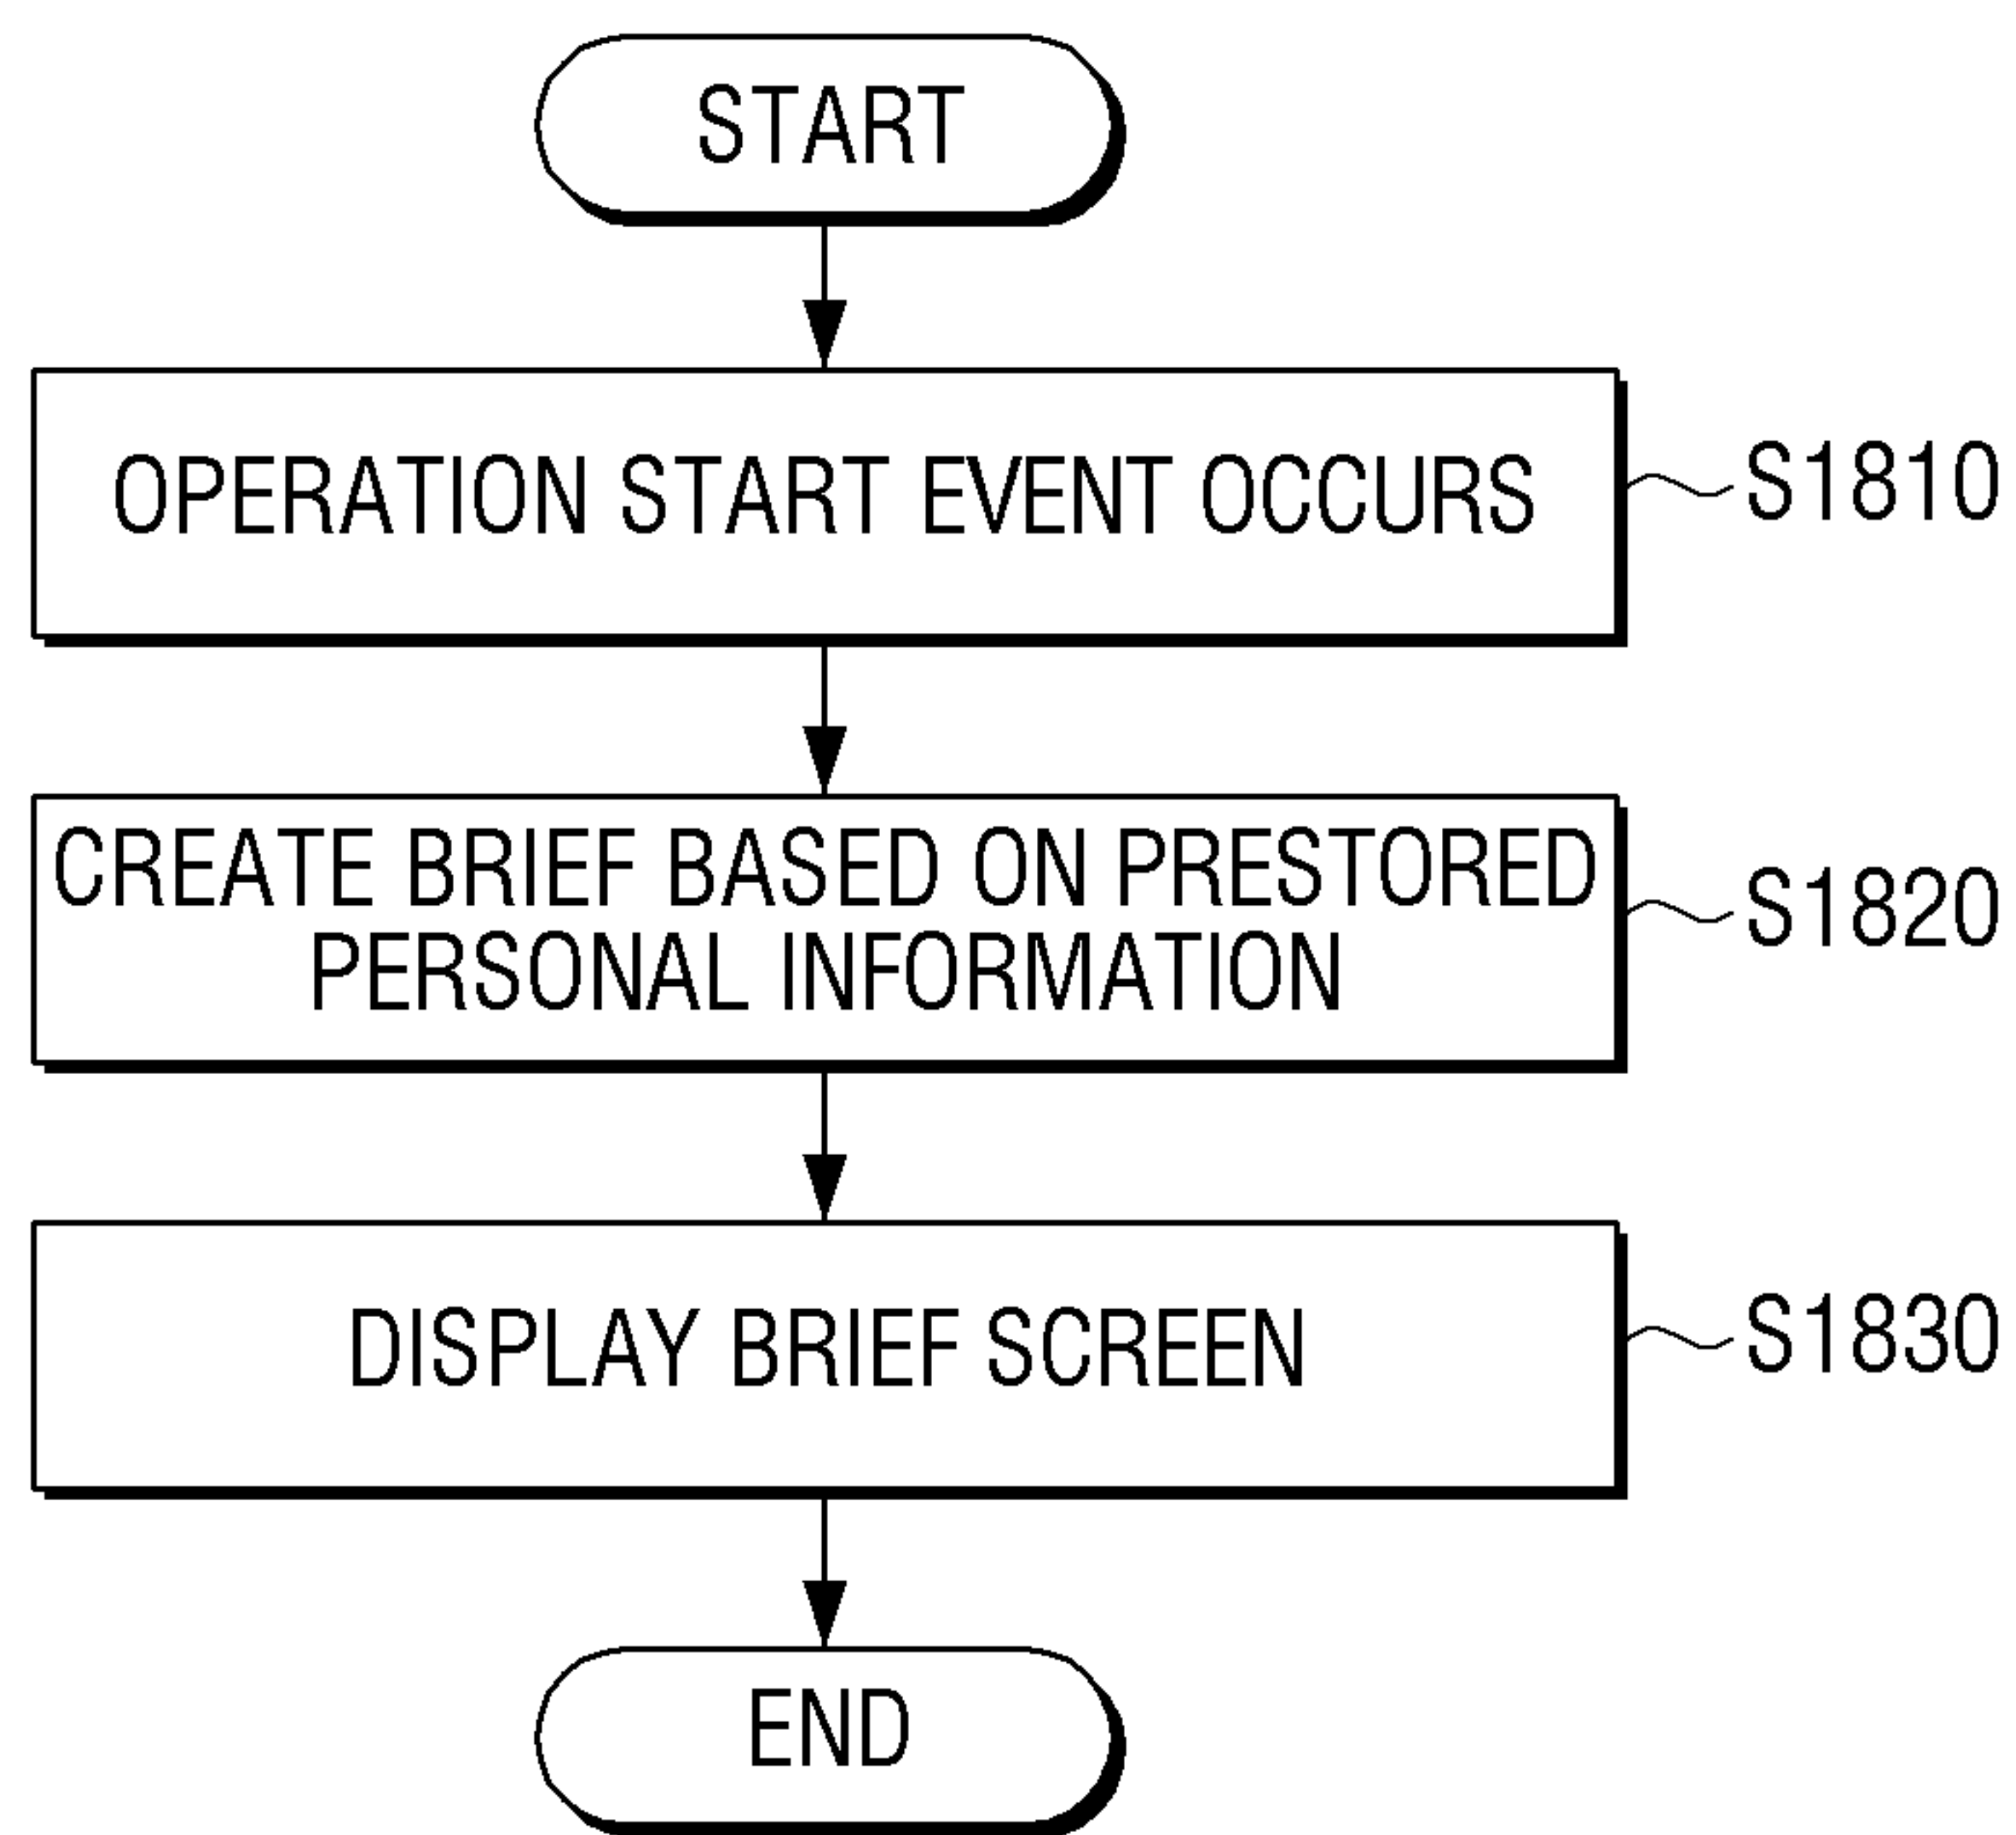 START
OPERATION START EVENT OCCURS
S1810
CREATE BRIEF BASED ON PRESTORED
PERSONAL INFORMATION
S1820
DISPLAY BRIEF SCREEN
S1830
END